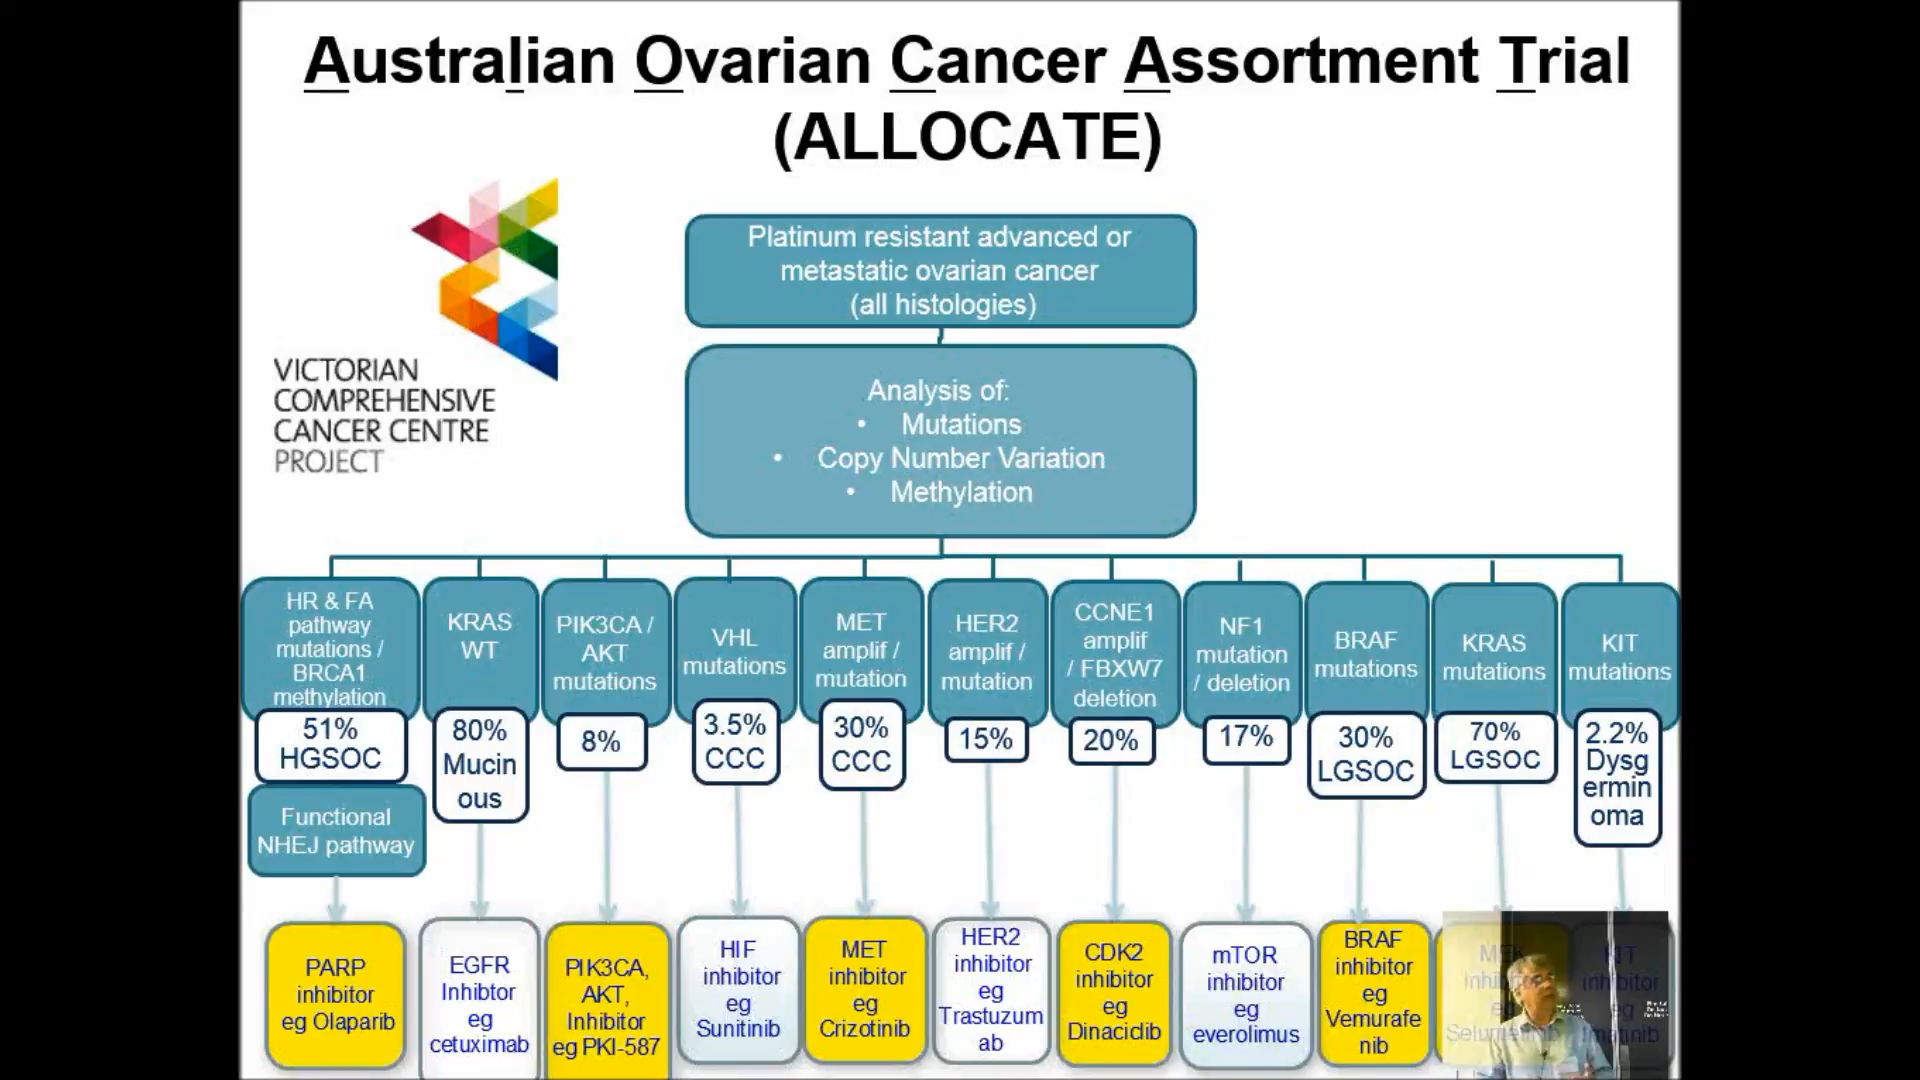 Australian Ovarian Cancer Assortment Trial
(ALLOCATE)
VICTORIAN
COMPREHENSIVE
CANCER CENTRE
PROJECT
Platinum resistant advanced or
metastatic ovarian cancer
(all histologies)
Analysis of:
• Mutations
• Copy Number Variation
• Methylation
HR & FA
pathway
mutations /
BRCA1
methylation
51%
HGSOC
Functional
NHEJ pathway
PARP
inhibitor
eg Olaparib
KRAS
WT
80%
Mucin
ous
EGFR
Inhibtor
eg
cetuximab
PIK3CA /
AKT
mutations
8%
PIK3CA,
AKT,
Inhibitor
eg PKI-587
VHL
mutations
3.5%
CCC
HIF
inhibitor
eg
Sunitinib
MET
amplif /
mutation
30%
CCC
MET
inhibitor
eg
Crizotinib
HER2
amplif /
mutation
15%
HER2
inhibitor
eg
Trastuzum
ab
CCNE1
amplif
/ FBXW7
deletion
20%
CDK2
inhibitor
eg
Dinaciclib
NF1
mutation
/ deletion
17%
mTOR
inhibitor
eg
everolimus
BRAF
mutations
30%
LGSOC
BRAF
inhibitor
eg
Vemurafe
nib
KRAS
mutations
70%
LGSOC
MEK
KIT
mutations
2.2%
Dysg
ermin
oma
KIT
inhibitor